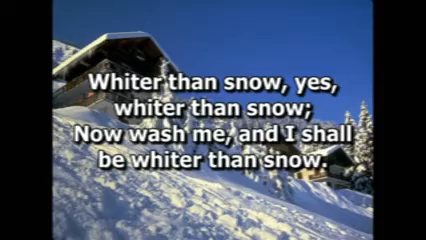 Whiter than snow, yes,
whiter than snow;
Now wash me, and I shall
be whiter than snow.